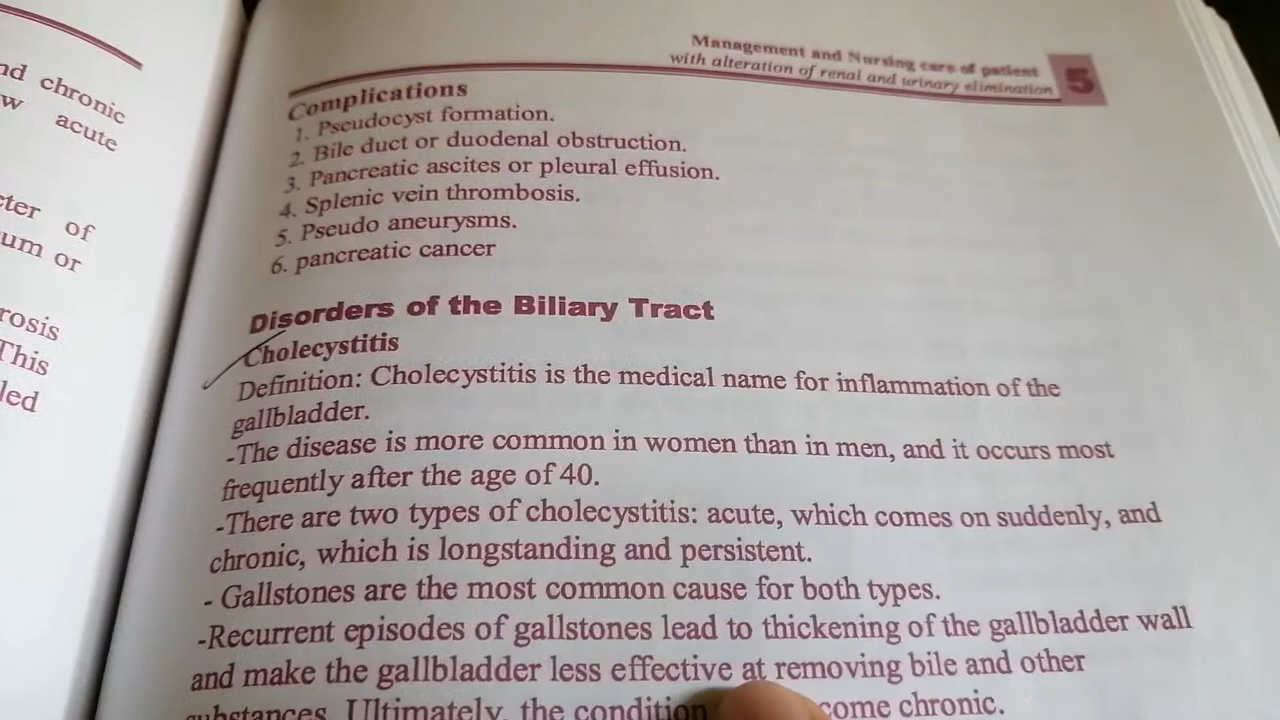 nd chronic
w acute
cter of
um or
rosis
This
led
Management and Nursing care of patient
with alteration of renal and urinary elimination
5
Complications
1. Pseudocyst formation.
2. Bile duct or duodenal obstruction.
3. Pancreatic ascites or pleural effusion.
4. Splenic vein thrombosis.
5. Pseudo aneurysms.
6. pancreatic cancer
Disorders of the Biliary Tract
Cholecystitis
Definition: Cholecystitis is the medical name for inflammation of the
gallbladder.
-The disease is more common in women than in men, and it occurs most
frequently after the age of 40.
-There are two types of cholecystitis: acute, which comes on suddenly, and
chronic, which is longstanding and persistent.
- Gallstones are the most common cause for both types.
-Recurrent episodes of gallstones lead to thickening of the gallbladder wall
and make the gallbladder less effective at removing bile and other
substances. Ultimately, the condition come chronic.